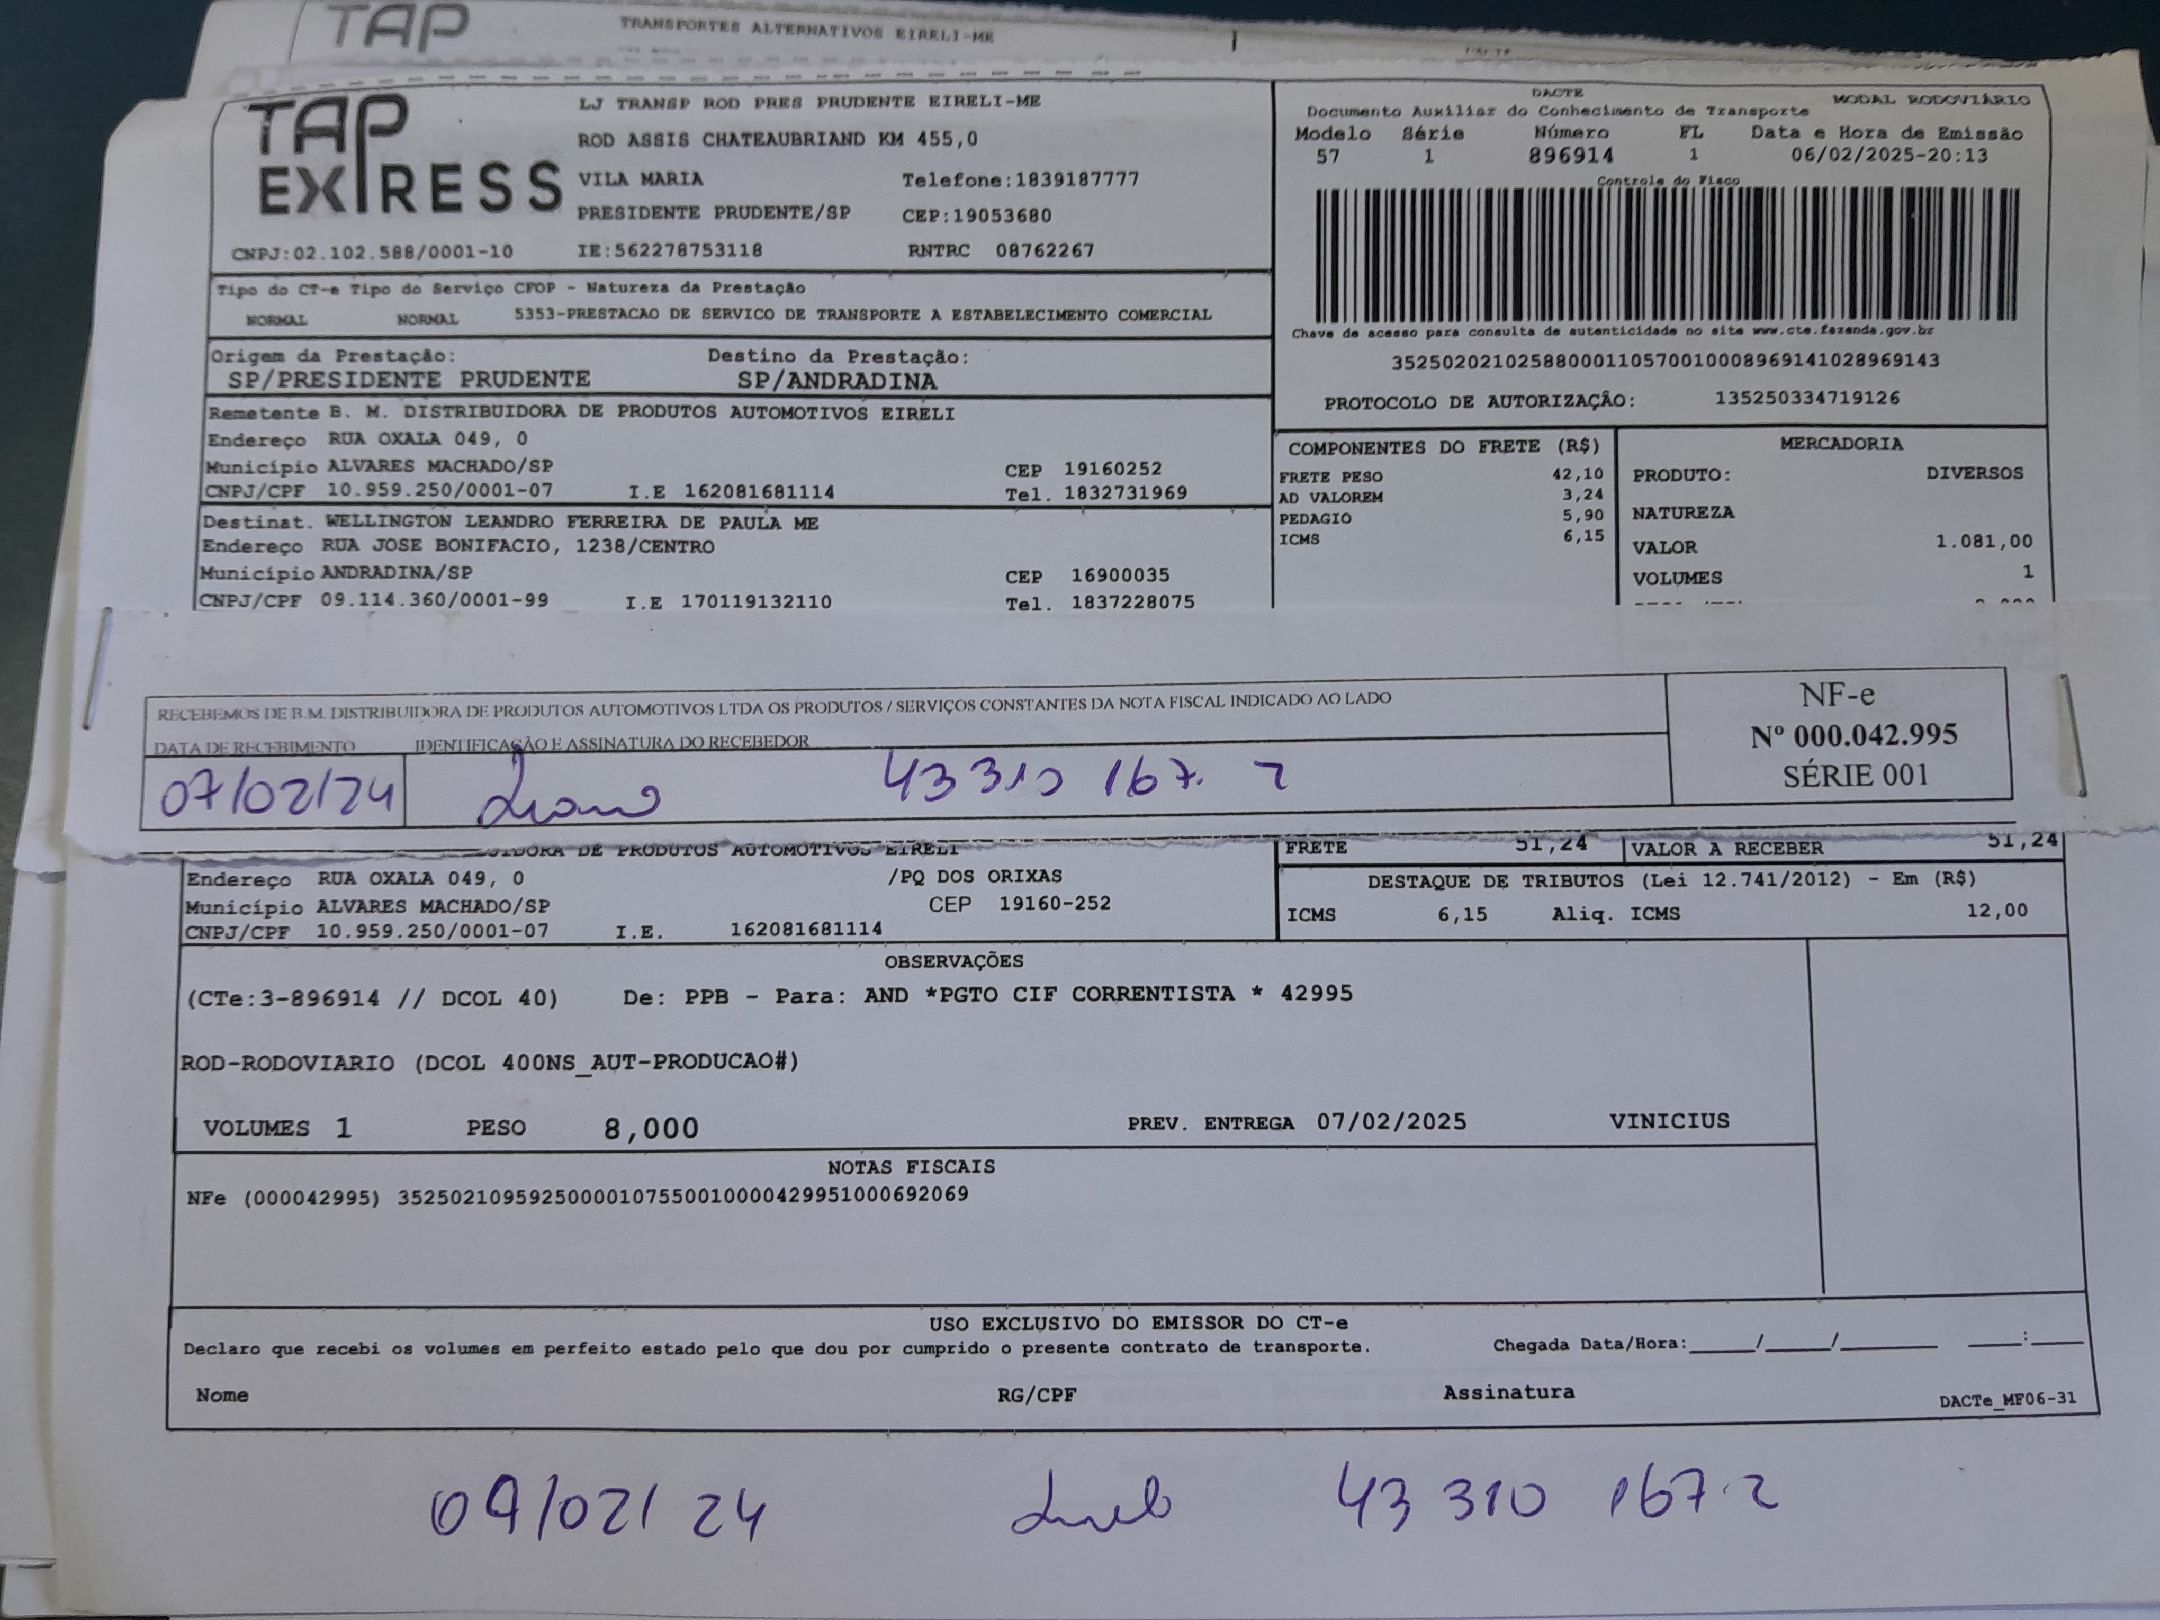 TAP
TRANSPORTES ALTERNATIVOS EIRELI-ME
TAP EXPRESS
LJ TRANSP ROD PRES PRUDENTE EIRELI-ME
ROD ASSIS CHATEAUBRIAND KM 455,0
VILA MARIA Telefone:1839187777
PRESIDENTE PRUDENTE/SP CEP:19053680
CNPJ:02.102.588/0001-10 IE:562278753118 RNTRC 08762267
DACTE MODAL RODOVIÁRIO
Documento Auxiliar do Conhecimento de Transporte
Modelo Série Número FL Data e Hora de Emissão
57 1 896914 1 06/02/2025-20:13
Controle do Fisco
Chave de acesso para consulta de autenticidade no site www.cte.fazenda.gov.br
35250202102588000110570010008969141028969143
PROTOCOLO DE AUTORIZAÇÃO: 135250334719126
Tipo do CT-e Tipo do Serviço CFOP - Natureza da Prestação
NORMAL NORMAL 5353-PRESTACAO DE SERVICO DE TRANSPORTE A ESTABELECIMENTO COMERCIAL
Origem da Prestação: Destino da Prestação:
SP/PRESIDENTE PRUDENTE SP/ANDRADINA
Remetente B. M. DISTRIBUIDORA DE PRODUTOS AUTOMOTIVOS EIRELI
Endereço RUA OXALA 049, 0
Município ALVARES MACHADO/SP CEP 19160252
CNPJ/CPF 10.959.250/0001-07 I.E 162081681114 Tel. 1832731969
Destinat. WELLINGTON LEANDRO FERREIRA DE PAULA ME
Endereço RUA JOSE BONIFACIO, 1238/CENTRO
Município ANDRADINA/SP CEP 16900035
CNPJ/CPF 09.114.360/0001-99 I.E 170119132110 Tel. 1837228075
COMPONENTES DO FRETE (R$)
FRETE PESO 42,10
AD VALOREM 3,24
PEDAGIO 5,90
ICMS 6,15
MERCADORIA
PRODUTO: DIVERSOS
NATUREZA
VALOR 1.081,00
VOLUMES 1
RECEBEMOS DE B.M. DISTRIBUIDORA DE PRODUTOS AUTOMOTIVOS LTDA OS PRODUTOS / SERVIÇOS CONSTANTES DA NOTA FISCAL INDICADO AO LADO
DATA DE RECEBIMENTO IDENTIFICAÇÃO E ASSINATURA DO RECEBEDOR
07/02/24 43 310 167. 2
NF-e
Nº 000.042.995
SÉRIE 001
DE PRODUTOS AUTOMOTIVOS EIRELI
Endereço RUA OXALA 049, 0 /PQ DOS ORIXAS
Município ALVARES MACHADO/SP CEP 19160-252
CNPJ/CPF 10.959.250/0001-07 I.E. 162081681114
FRETE 51,24 VALOR A RECEBER 51,24
DESTAQUE DE TRIBUTOS (Lei 12.741/2012) - Em (R$)
ICMS 6,15 Aliq. ICMS 12,00
OBSERVAÇÕES
(CTe:3-896914 // DCOL 40) De: PPB - Para: AND *PGTO CIF CORRENTISTA * 42995
ROD-RODOVIARIO (DCOL 400NS_AUT-PRODUCAO#)
VOLUMES 1 PESO 8,000 PREV. ENTREGA 07/02/2025 VINICIUS
NOTAS FISCAIS
NFe (000042995) 35250210959250000107550010000429951000692069
USO EXCLUSIVO DO EMISSOR DO CT-e
Declaro que recebi os volumes em perfeito estado pelo que dou por cumprido o presente contrato de transporte. Chegada Data/Hora:_____/_____/_______ ____:____
Nome RG/CPF Assinatura DACTe_MF06-31
43 310 167.2